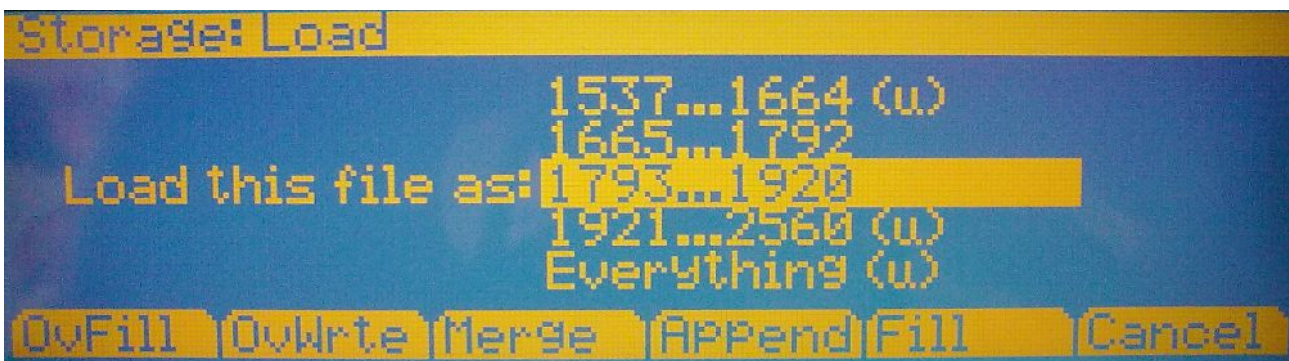 Storage:Load
1537...1664 (u)
1665...1792
Load this file as:1793...1920
1921...2560 (u)
Everything (u)
OvFill OvWrte Merge Append Fill Cancel